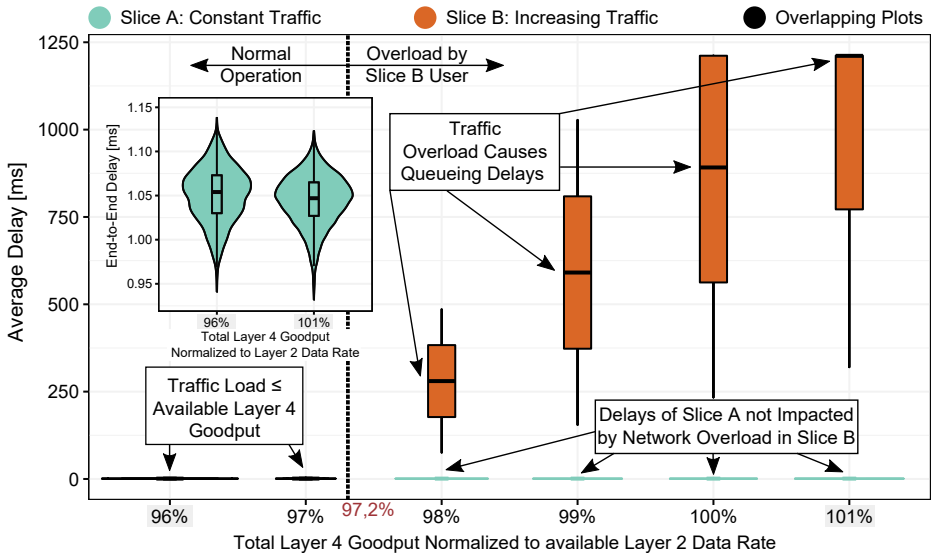 Slice A: Constant Traffic
Slice B: Increasing Traffic
Overlapping Plots
Average Delay [ms]
1250
1000
750
500
250
0
Normal
Operation
Overload by
Slice B User
End-to-End Delay [ms]
1.15
1.10
1.05
1.00
0.95
96%
101%
Total Layer 4 Goodput
Normalized to Layer 2 Data Rate
Traffic
Overload Causes
Queueing Delays
Traffic Load ≤
Available Layer 4
Goodput
Delays of Slice A not Impacted
by Network Overload in Slice B
96%
97%
97,2%
98%
99%
100%
101%
Total Layer 4 Goodput Normalized to available Layer 2 Data Rate